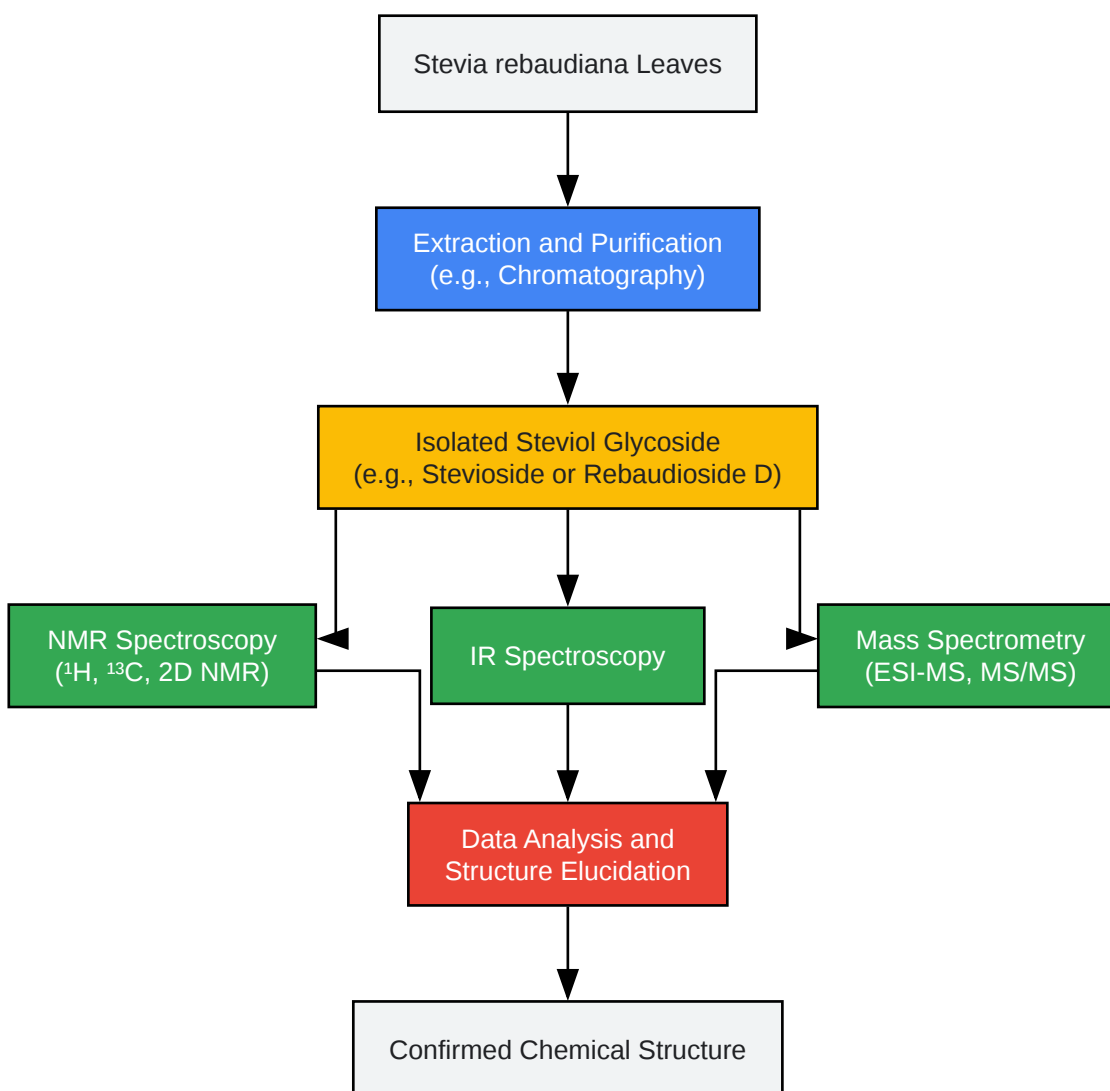 Stevia rebaudiana Leaves
Extraction and Purification
(e.g., Chromatography)
Isolated Steviol Glycoside
(e.g., Stevioside or Rebaudioside D)
NMR Spectroscopy
(¹H, ¹³C, 2D NMR)
IR Spectroscopy
Mass Spectrometry
(ESI-MS, MS/MS)
Data Analysis and
Structure Elucidation
Confirmed Chemical Structure